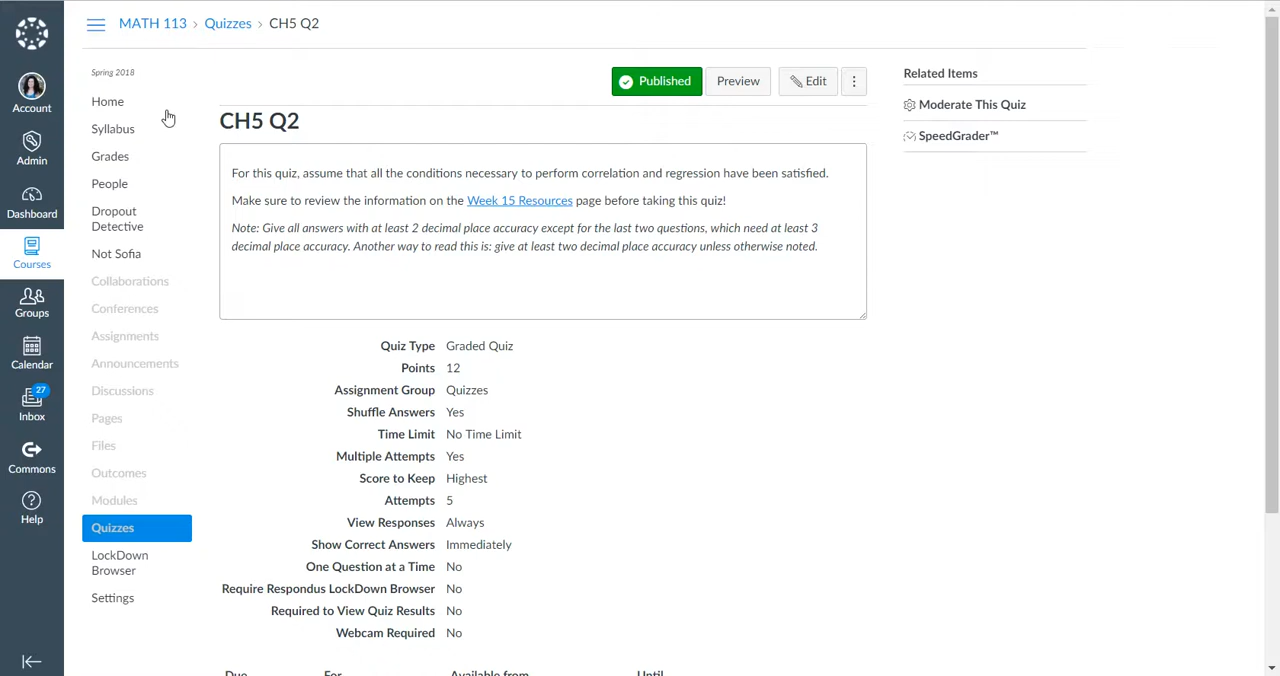 MATH 113 › Quizzes › CH5 Q2
Account
Admin
Dashboard
Courses
Groups
Calendar
27
Inbox
Commons
Help
Spring 2018
Home
Syllabus
Grades
People
Dropout
Detective
Not Sofia
Collaborations
Conferences
Assignments
Announcements
Discussions
Pages
Files
Outcomes
Modules
Quizzes
LockDown
Browser
Settings
Published
Preview
Edit
CH5 Q2
For this quiz, assume that all the conditions necessary to perform correlation and regression have been satisfied.
Make sure to review the information on the Week 15 Resources page before taking this quiz!
Note: Give all answers with at least 2 decimal place accuracy except for the last two questions, which need at least 3
decimal place accuracy. Another way to read this is: give at least two decimal place accuracy unless otherwise noted.
Quiz Type Graded Quiz
Points 12
Assignment Group Quizzes
Shuffle Answers Yes
Time Limit No Time Limit
Multiple Attempts Yes
Score to Keep Highest
Attempts 5
View Responses Always
Show Correct Answers Immediately
One Question at a Time No
Require Respondus LockDown Browser No
Required to View Quiz Results No
Webcam Required No
Due For Available from Until
Related Items
Moderate This Quiz
SpeedGrader™